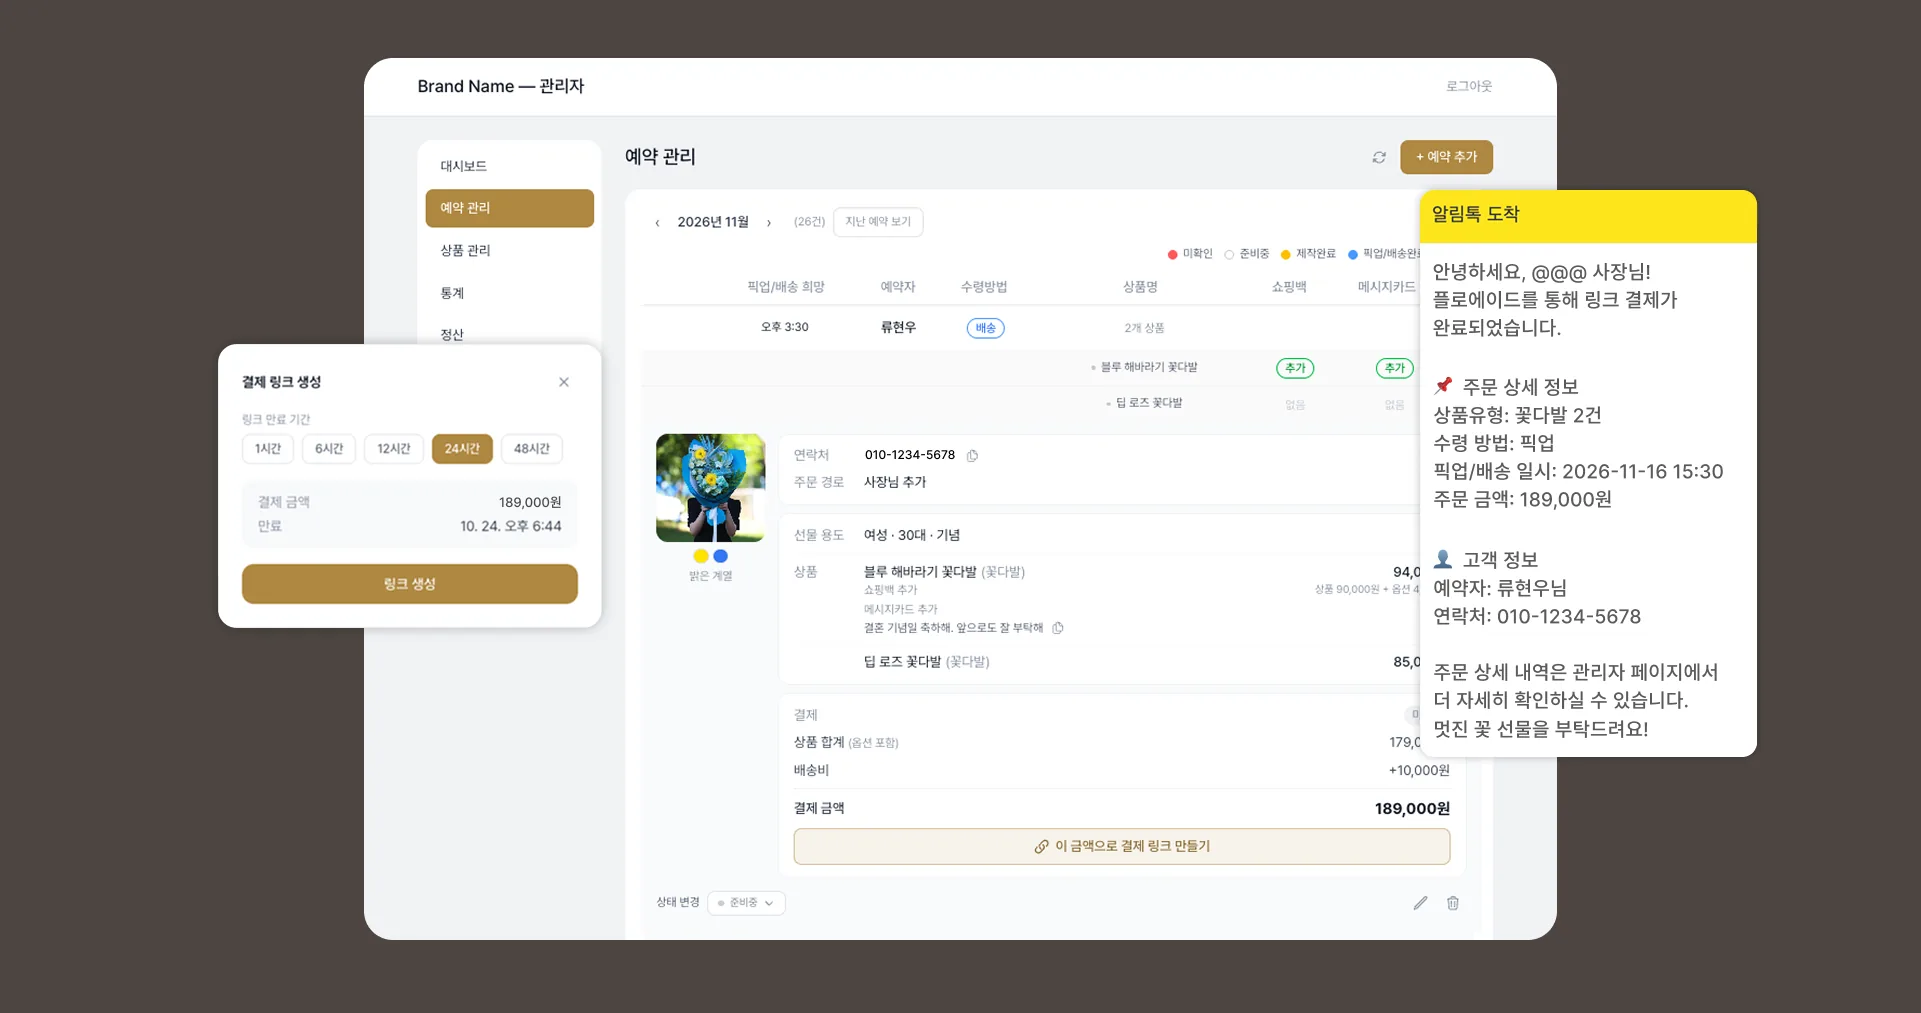 Brand Name — 관리자
로그아웃
대시보드
예약 관리
상품 관리
통계
정산
예약 관리
+ 예약 추가
‹ 2026년 11월 ›
(26건)
지난 예약 보기
미확인
준비중
제작완료
픽업/배송완료
픽업/배송 희망
예약자
수령방법
상품명
쇼핑백
메시지카드
오후 3:30
류현우
배송
2개 상품
블루 해바라기 꽃다발
추가
추가
딥 로즈 꽃다발
없음
없음
밝은 계열
연락처 010-1234-5678
주문 경로 사장님 추가
선물 용도 여성 · 30대 · 기념
상품 블루 해바라기 꽃다발 (꽃다발) 94,0
쇼핑백 추가 상품 90,000원 + 옵션 4,
메시지카드 추가
결혼 기념일 축하해. 앞으로도 잘 부탁해
딥 로즈 꽃다발 (꽃다발) 85,0
결제
상품 합계 (옵션 포함) 179,0
배송비 +10,000원
결제 금액 189,000원
이 금액으로 결제 링크 만들기
상태 변경 준비중
결제 링크 생성
링크 만료 기간
1시간 6시간 12시간 24시간 48시간
결제 금액 189,000원
만료 10. 24. 오후 6:44
링크 생성
알림톡 도착
안녕하세요, @@@ 사장님!
플로에이드를 통해 링크 결제가
완료되었습니다.
📌 주문 상세 정보
상품유형: 꽃다발 2건
수령 방법: 픽업
픽업/배송 일시: 2026-11-16 15:30
주문 금액: 189,000원
👤 고객 정보
예약자: 류현우님
연락처: 010-1234-5678
주문 상세 내역은 관리자 페이지에서
더 자세히 확인하실 수 있습니다.
멋진 꽃 선물을 부탁드려요!